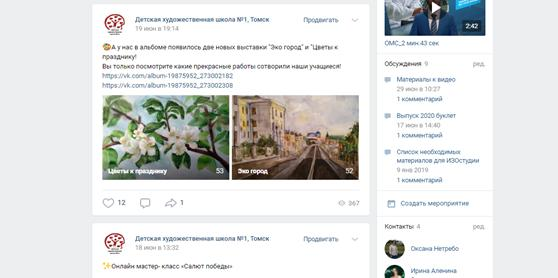 Детская художественная школа №1, Томск
Продвигать
19 июн в 19:14
А у нас в альбоме появилось две новых выставки "Эко город" и "Цветы к
празднику!
Вы только посмотрите какие прекрасные работы сотворили наши учащиеся!
https://vk.com/album-19875952_273002182
https://vk.com/album-19875952_273002308
Цветы к празднику
53
Эко город
52
12
1
367
Детская художественная школа №1, Томск
Продвигать
18 июн в 13:32
Онлайн мастер- класс «Салют победы»
2:42
ОМС_2 мин:43 сек
Обсуждения 9
ред.
Материалы к видео
29 июн в 10:27
1 комментарий
Выпуск 2020 буклет
17 июн в 14:40
1 комментарий
Список необходимых
материалов для ИЗОстудии
9 янв 2019
1 комментарий
Создать мероприятие
Контакты 4
ред.
Оксана Нетребо
Ирина Аленина